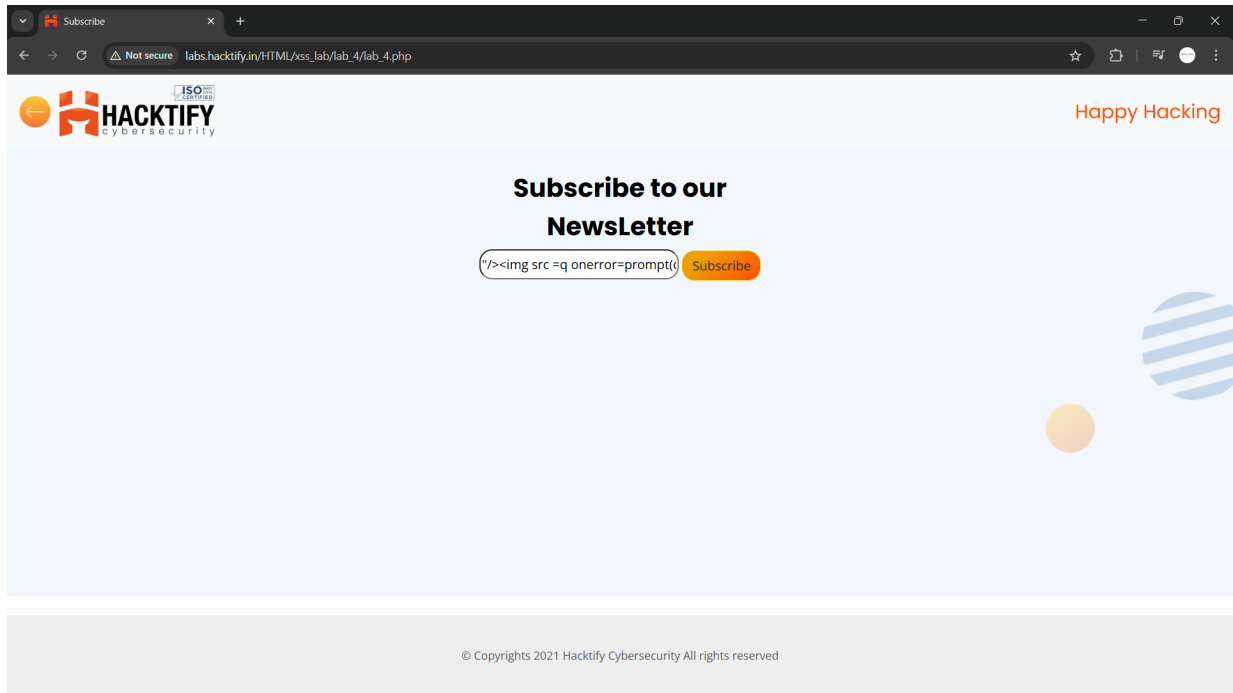 Subscribe
Not secure labs.hacktify.in/HTML/xss_lab/lab_4/lab_4.php
ISO
CERTIFIED
HACKTIFY
cybersecurity
Happy Hacking
Subscribe to our
NewsLetter
"/><img src =q onerror=prompt(
Subscribe
© Copyrights 2021 Hacktify Cybersecurity All rights reserved